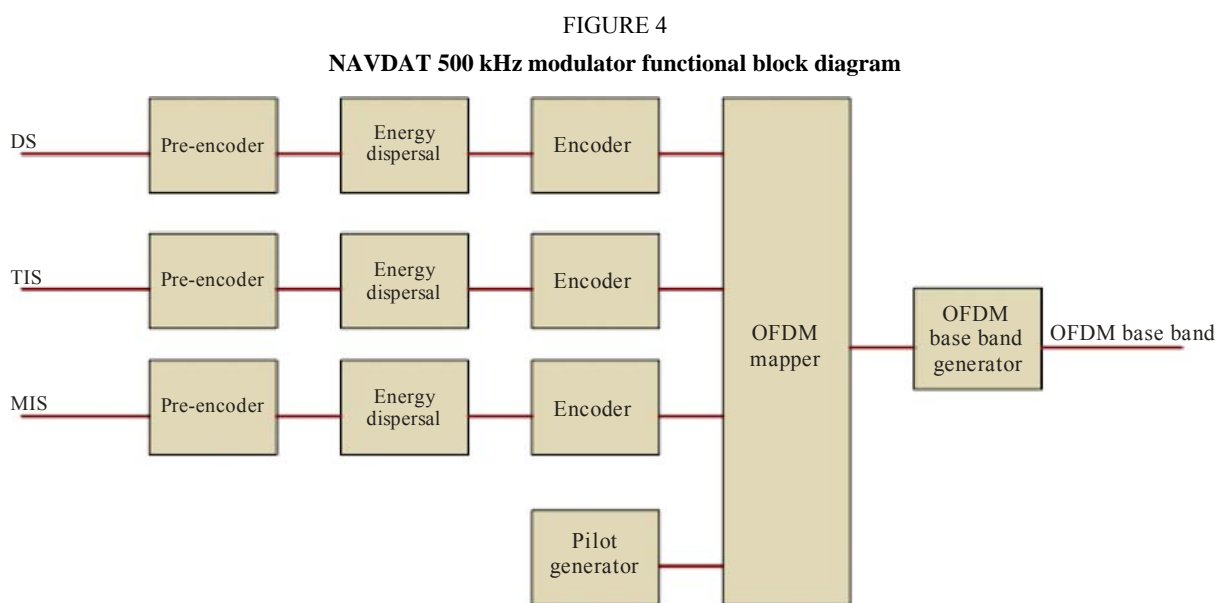 FIGURE 4
NAVDAT 500 kHz modulator functional block diagram
DS
Pre-encoder
Energy
dispersal
Encoder
TIS
Pre-encoder
Energy
dispersal
Encoder
MIS
Pre-encoder
Energy
dispersal
Encoder
Pilot
generator
OFDM
mapper
OFDM
base band
generator
OFDM base band